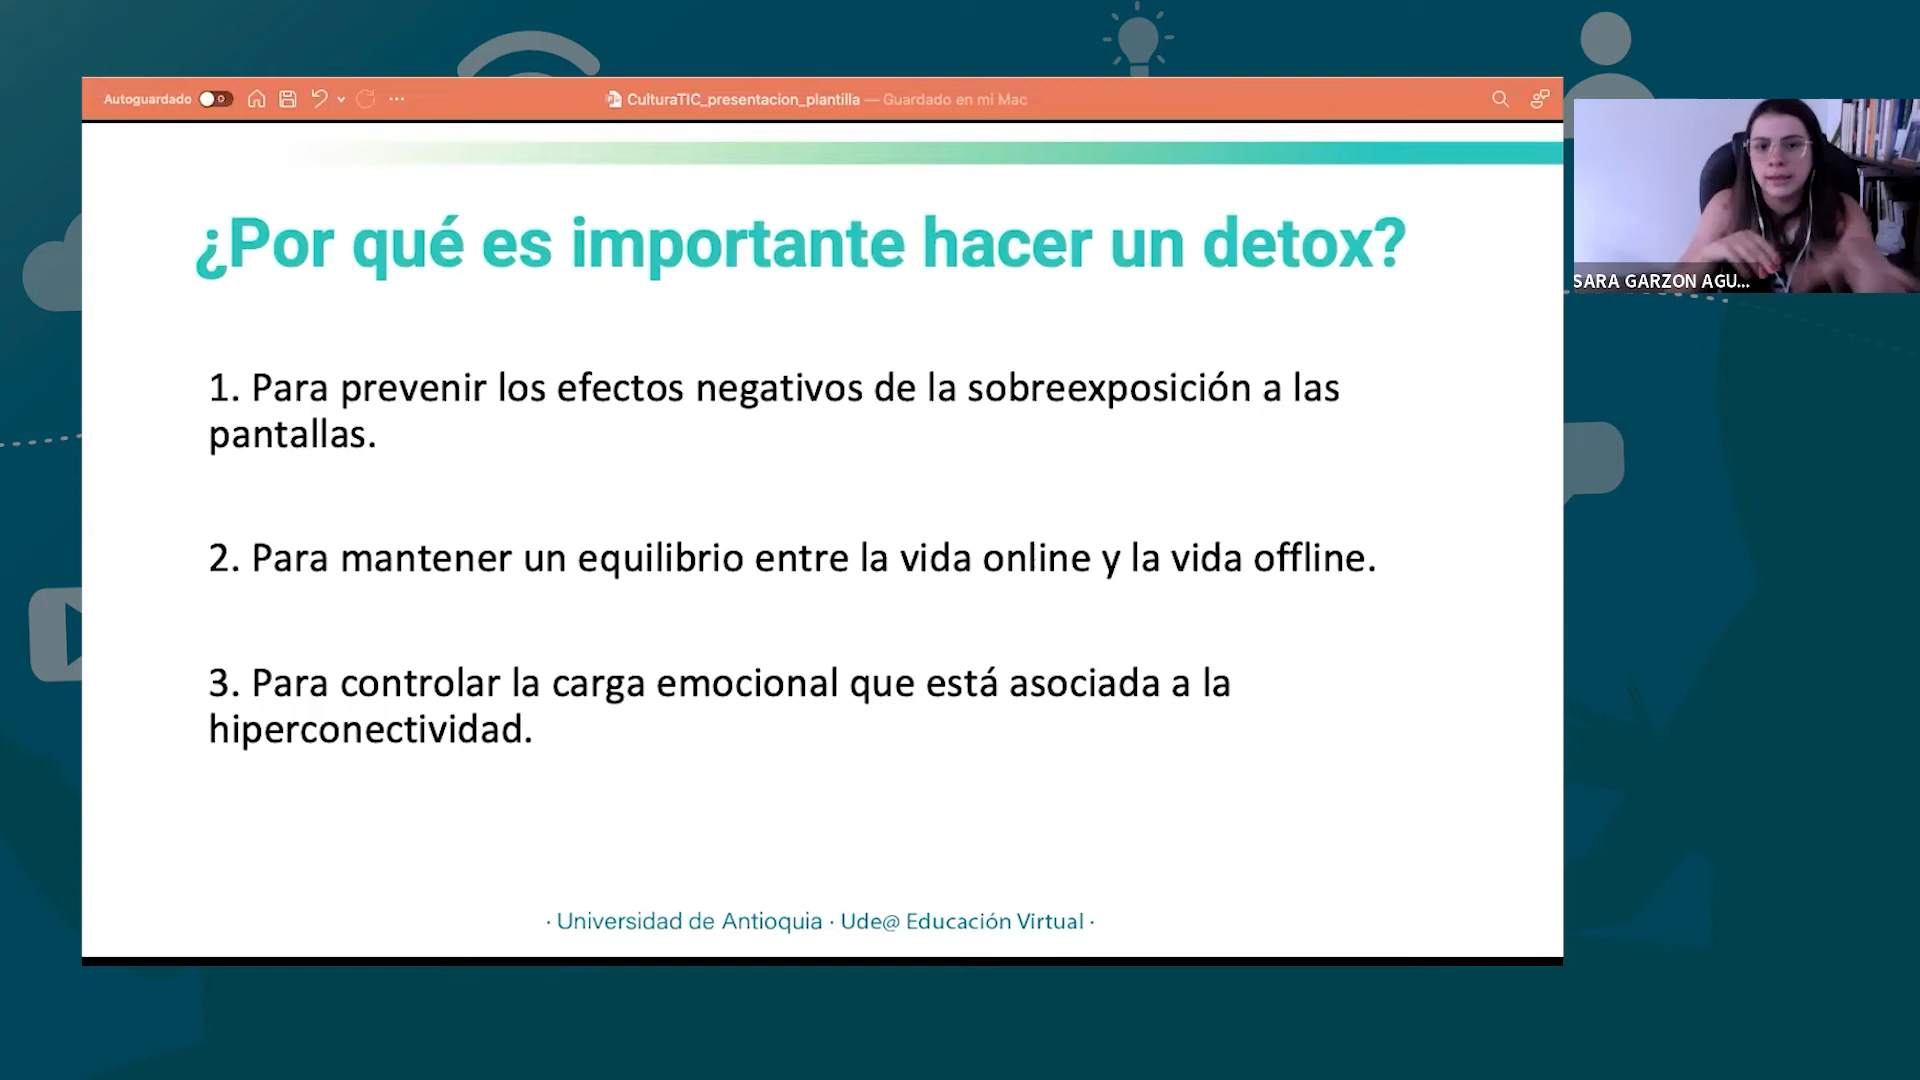 Autoguardado
CulturaTIC_presentacion_plantilla — Guardado en mi Mac
¿Por qué es importante hacer un detox?
SARA GARZON AGU...
1. Para prevenir los efectos negativos de la sobreexposición a las
pantallas.
2. Para mantener un equilibrio entre la vida online y la vida offline.
3. Para controlar la carga emocional que está asociada a la
hiperconectividad.
· Universidad de Antioquia · Ude@ Educación Virtual ·